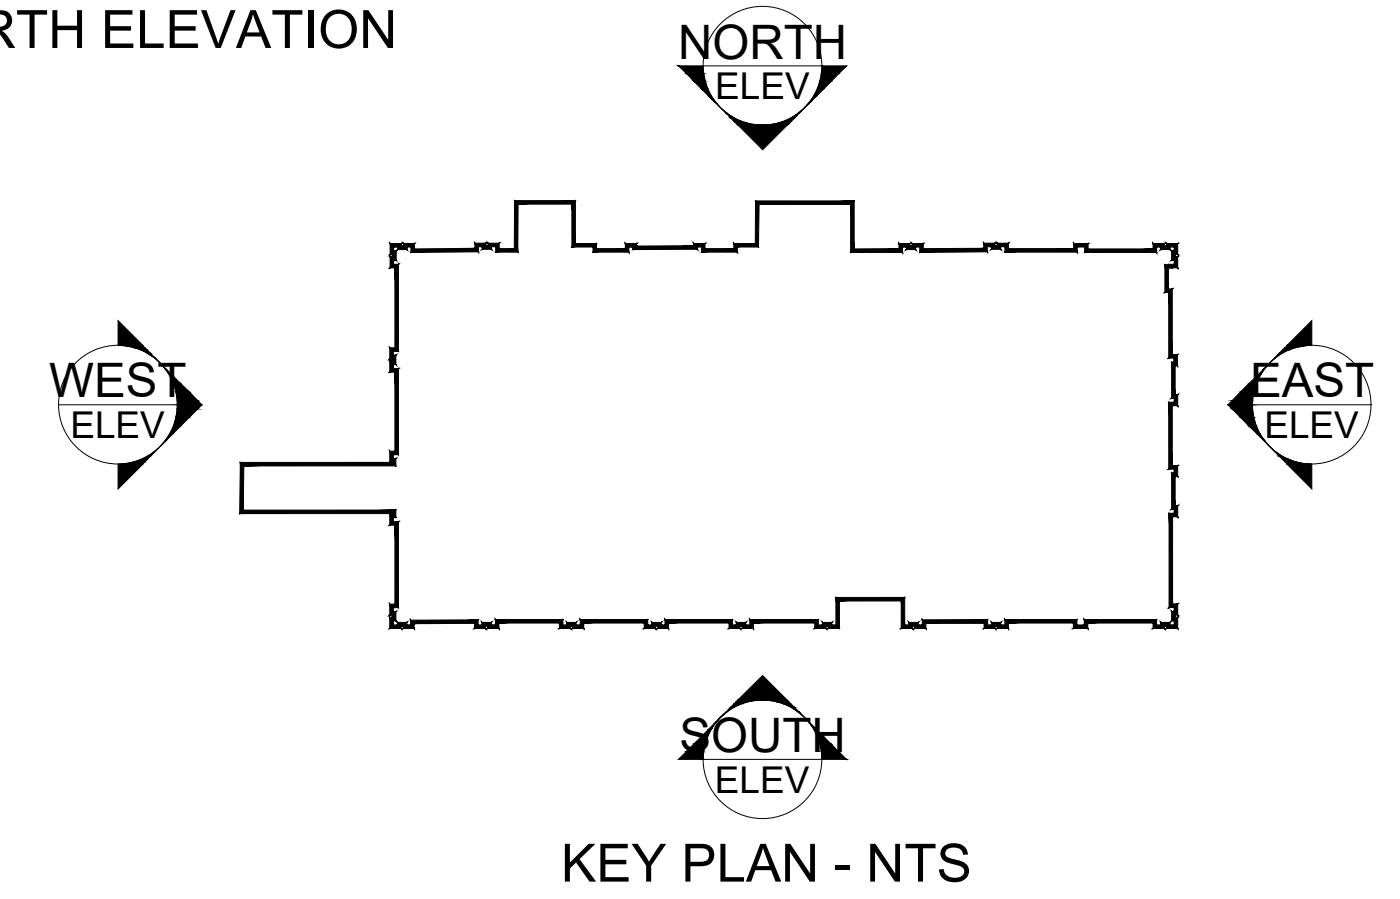 RTH ELEVATION
NORTH
ELEV
WEST
ELEV
EAST
ELEV
SOUTH
ELEV
KEY PLAN - NTS